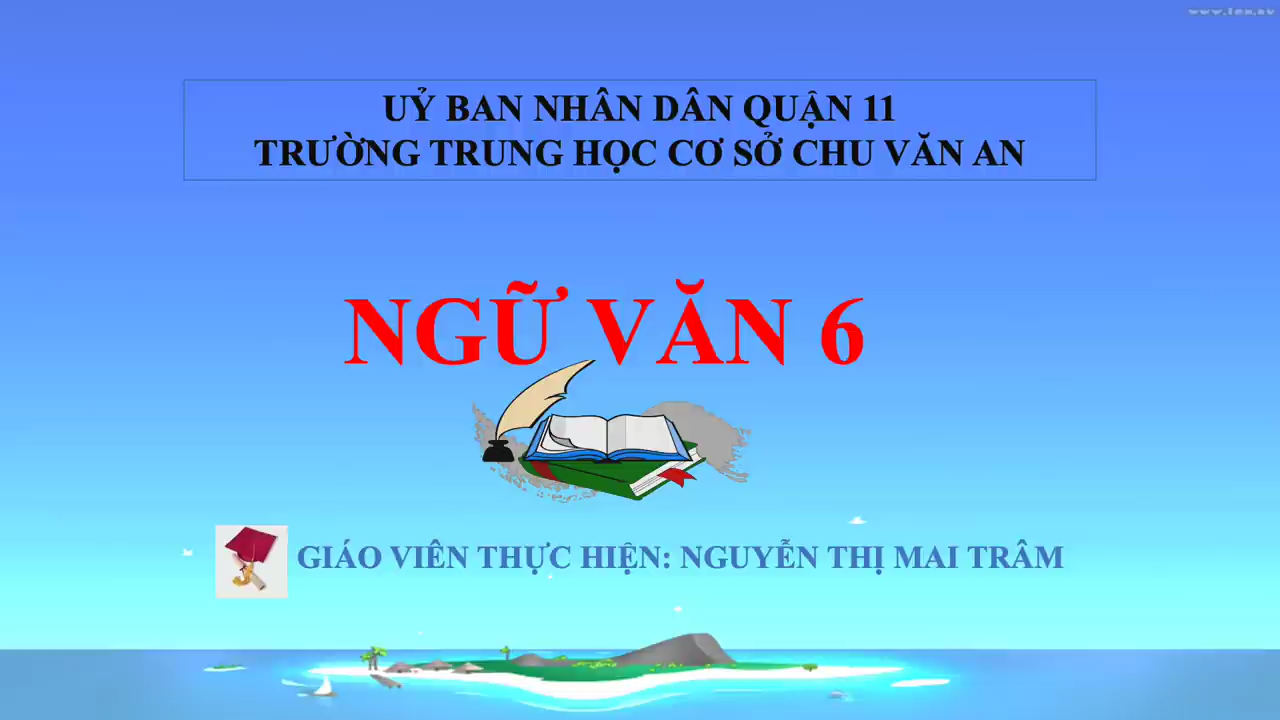 UỶ BAN NHÂN DÂN QUẬN 11
TRƯỜNG TRUNG HỌC CƠ SỞ CHU VĂN AN
NGỮ VĂN 6
GIÁO VIÊN THỰC HIỆN: NGUYỄN THỊ MAI TRÂM